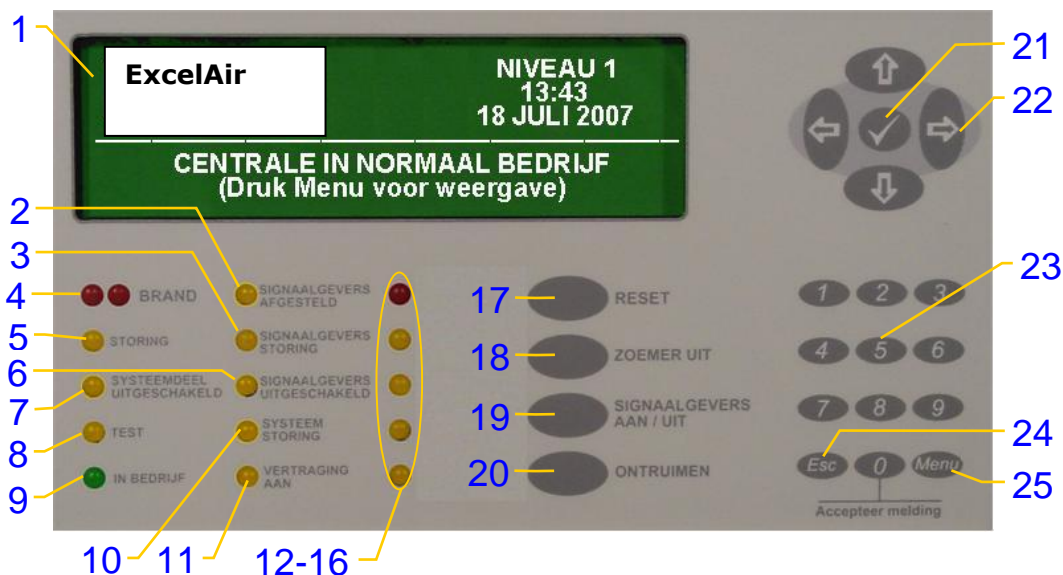 1
ExcelAir
NIVEAU 1
13:43
18 JULI 2007
CENTRALE IN NORMAAL BEDRIJF
(Druk Menu voor weergave)
21
22
2
3
4
BRAND
SIGNAALGEVERS
AFGESTELD
5
STORING
SIGNAALGEVERS
STORING
6
7
SYSTEEMDEEL
UITGESCHAKELD
SIGNAALGEVERS
UITGESCHAKELD
8
TEST
SYSTEEM
STORING
9
IN BEDRIJF
VERTRAGING
AAN
10
11
12-16
17
RESET
18
ZOEMER UIT
19
SIGNAALGEVERS
AAN / UIT
20
ONTRUIMEN
23
1 2 3
4 5 6
7 8 9
24
Esc 0 Menu
25
Accepteer melding